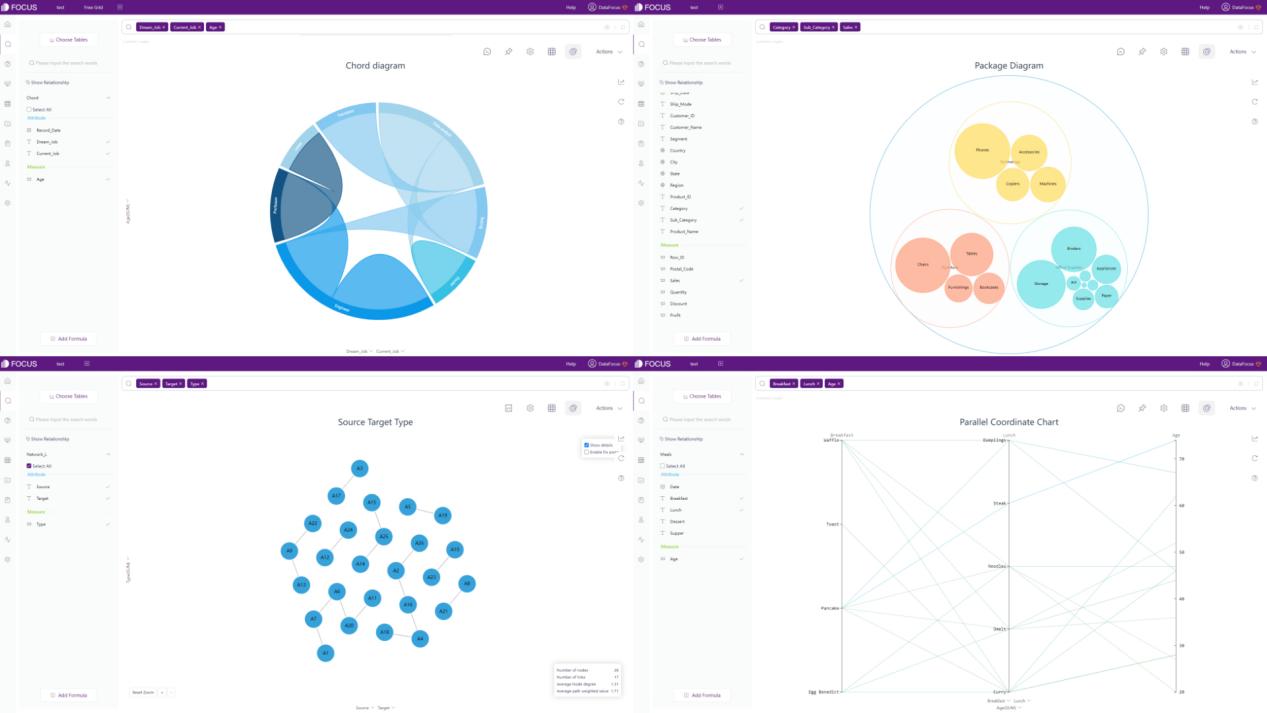 FOCUS
test
Free Grid
Help
DataFocus
Choose Tables
Dream_Job ×
Current_Job ×
Age ×
Please input the search words
Actions
Show Relationship
Chord diagram
Chord
Select All
Attribute
Record_Date
Dream_Job
Current_Job
Measure
Age
Age(SUM)
Professor
Engineer
Add Formula
Dream_Job
Current_Job
FOCUS
test
Help
DataFocus
Choose Tables
Category ×
Sub_Category ×
Sales ×
Please input the search words
Actions
Show Relationship
Package Diagram
Ship_Mode
Customer_ID
Customer_Name
Segment
Country
City
State
Region
Product_ID
Category
Sub_Category
Product_Name
Measure
Row_ID
Postal_Code
Sales
Quantity
Discount
Profit
Phones
Accessories
Copiers
Machines
Chairs
Tables
Furnishings
Bookcases
Binders
Appliances
Storage
Art
Supplies
Paper
Add Formula
FOCUS
test
Help
DataFocus
Choose Tables
Source ×
Target ×
Type ×
Please input the search words
Actions
Show Relationship
Source Target Type
Show details
Network_L
Select All
Attribute
Source
Target
Measure
Type
Type(SUM)
A3
A17
A15
A5
A19
A22
A24
A25
A26
A9
A12
A14
A2
A23
A13
A6
A11
A16
A8
A21
A7
A20
A18
A4
A1
Number of nodes 26
Number of links 17
Average node degree 1.31
Average path weighted value 1.71
Reset Zoom + -
Add Formula
Source
Target
FOCUS
test
Help
DataFocus
Choose Tables
Breakfast ×
Lunch ×
Age ×
Please input the search words
Actions
Show Relationship
Parallel Coordinate Chart
Meals
Select All
Attribute
Date
Breakfast
Lunch
Dessert
Supper
Measure
Age
Breakfast
Waffle
Toast
Pancake
Egg Benedict
Lunch
Dumplings
Steak
Noodles
Omelt
Curry
Age
70
60
50
40
30
20
Add Formula
Breakfast
Lunch
Age(SUM)